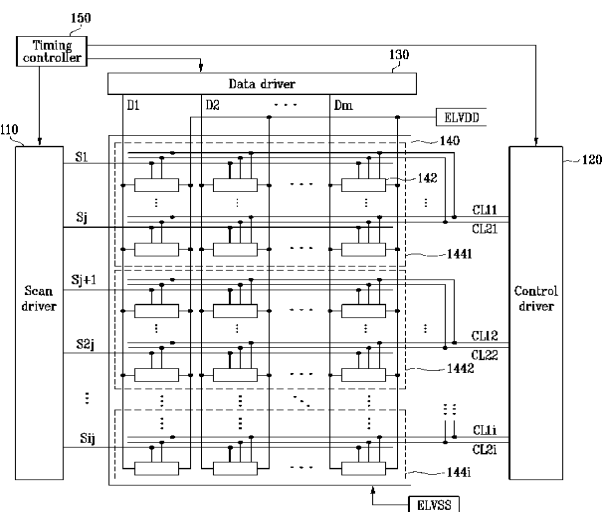 150
Timing
controller
130
Data driver
D1 D2 ... Dm
ELVDD
110
140
120
S1
142
CL11
Sj
CL21
1441
Scan
driver
Sj+1
Control
driver
CL12
S2j
CL22
1442
CL1i
Sij
CL2i
144i
ELVSS